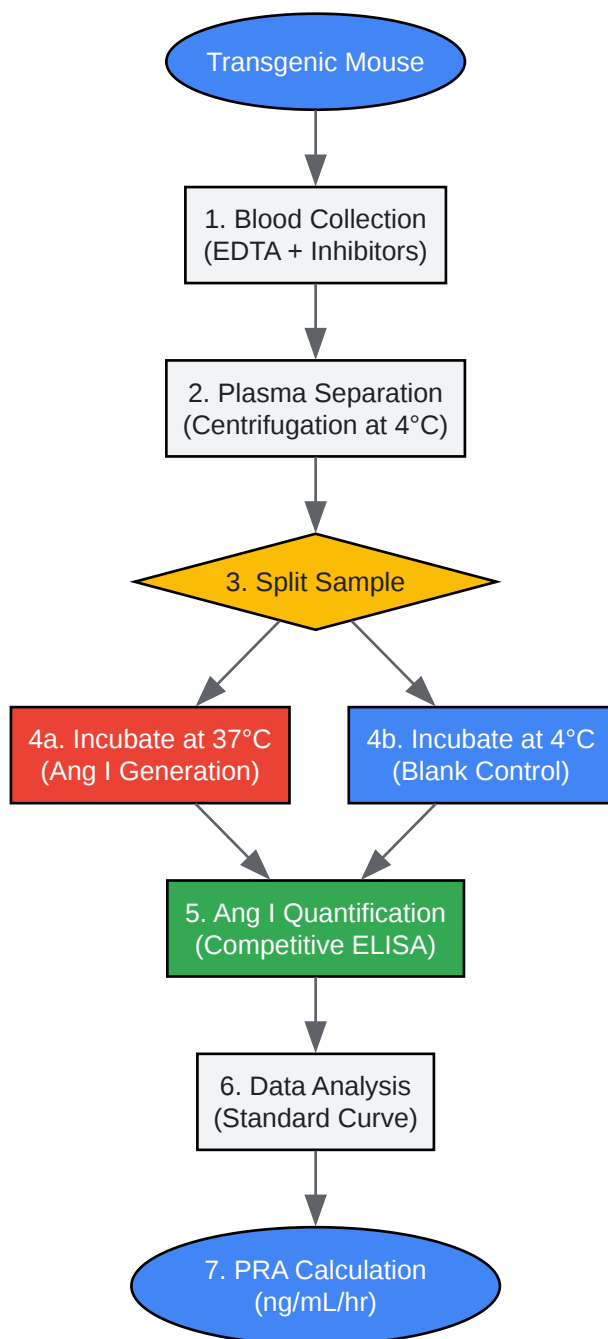 Transgenic Mouse
1. Blood Collection
(EDTA + Inhibitors)
2. Plasma Separation
(Centrifugation at 4°C)
3. Split Sample
4a. Incubate at 37°C
(Ang I Generation)
4b. Incubate at 4°C
(Blank Control)
5. Ang I Quantification
(Competitive ELISA)
6. Data Analysis
(Standard Curve)
7. PRA Calculation
(ng/mL/hr)